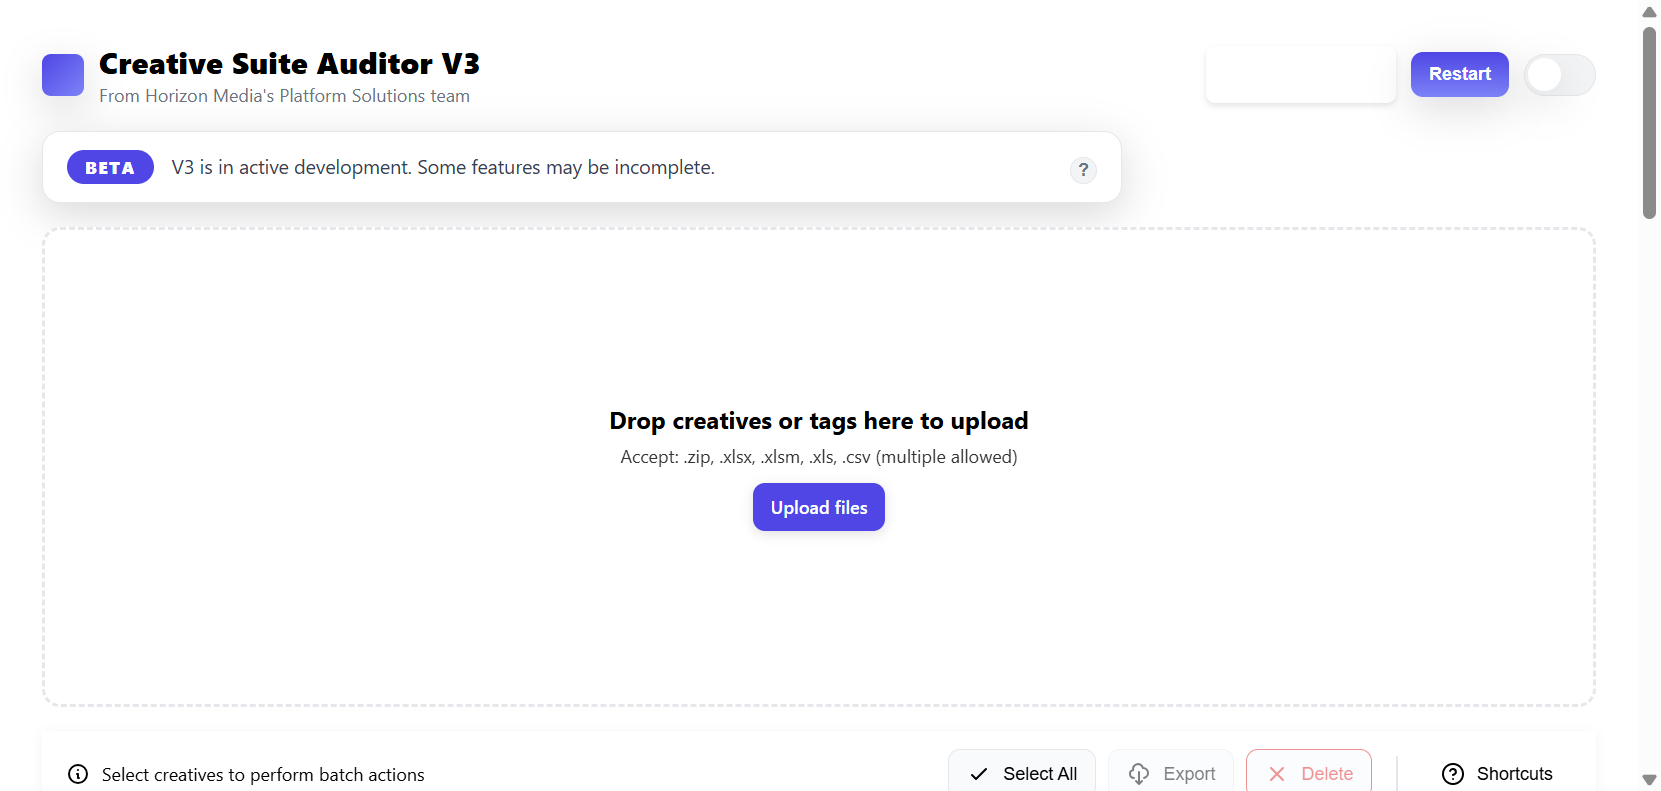 Creative Suite Auditor V3
From Horizon Media's Platform Solutions team
Restart
BETA
V3 is in active development. Some features may be incomplete.
?
Drop creatives or tags here to upload
Accept: .zip, .xlsx, .xlsm, .xls, .csv (multiple allowed)
Upload files
Select creatives to perform batch actions
Select All
Export
Delete
Shortcuts